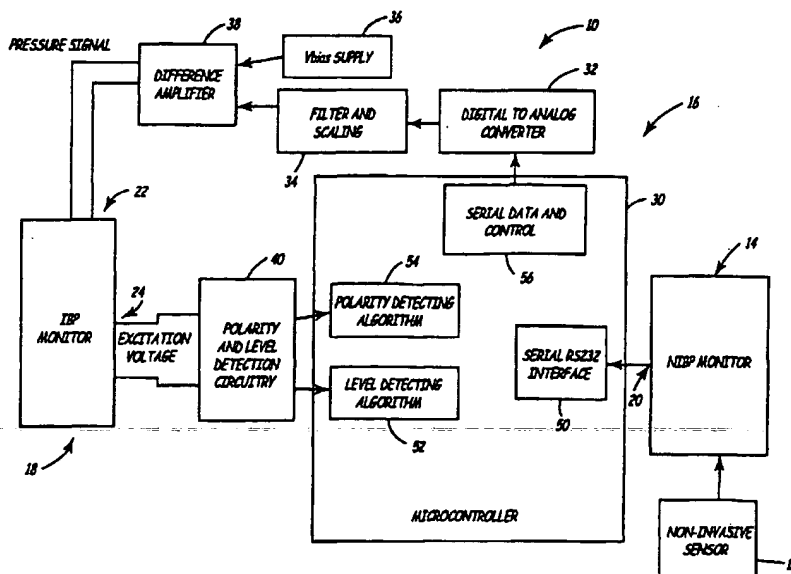 36
38
10
PRESSURE SIGNAL
Vbias SUPPLY
32
DIFFERENCE
AMPLIFIER
16
FILTER AND
SCALING
DIGITAL TO ANALOG
CONVERTER
34
30
22
SERIAL DATA AND
CONTROL
14
40
54
56
24
IBP
MONITOR
EXCITATION
VOLTAGE
POLARITY
AND LEVEL
DETECTION
CIRCUITRY
POLARITY DETECTING
ALGORITHM
SERIAL RS232
INTERFACE
NIBP MONITOR
LEVEL DETECTING
ALGORITHM
20
50
52
18
MICROCONTROLLER
NON-INVASIVE
SENSOR